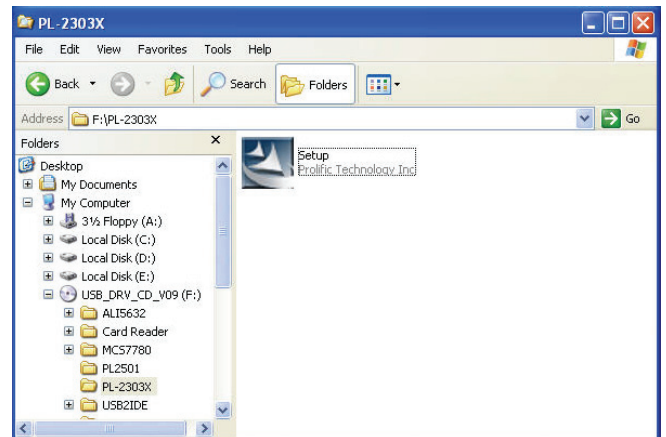 PL-2303X
File Edit View Favorites Tools Help
Back Search Folders
Address F:\PL-2303X Go
Folders
Setup
Prolific Technology Inc
Desktop
My Documents
My Computer
3½ Floppy (A:)
Local Disk (C:)
Local Disk (D:)
Local Disk (E:)
USB_DRV_CD_V09 (F:)
ALI5632
Card Reader
MCS7780
PL2501
PL-2303X
USB2IDE